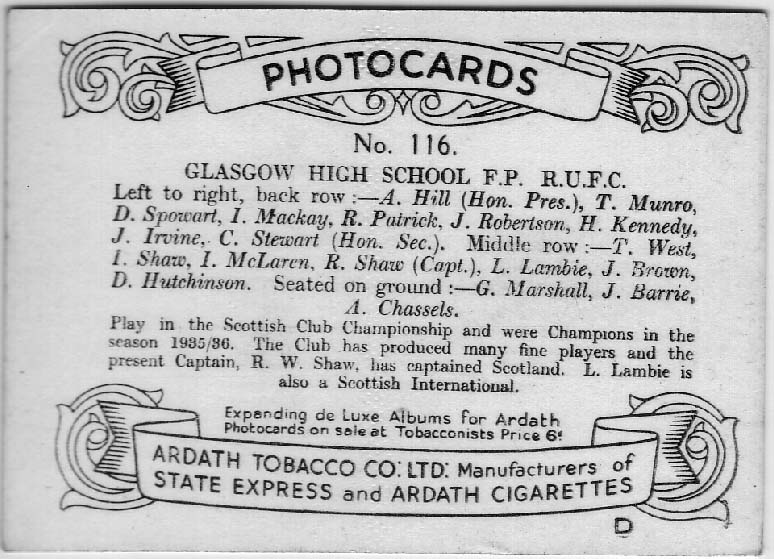 PHOTOCARDS
No. 116.
GLASGOW HIGH SCHOOL F.P. R.U.F.C.
Left to right, back row :—A. Hill (Hon. Pres.), T. Munro,
D. Spowart, I. Mackay, R. Patrick, J. Robertson, H. Kennedy,
J. Irvine, C. Stewart (Hon. Sec.). Middle row :—T. West,
I. Shaw, I. McLaren, R. Shaw (Capt.), L. Lambie, J. Brown,
D. Hutchinson. Seated on ground :—G. Marshall, J. Barrie,
A. Chassels.
Play in the Scottish Club Championship and were Champions in the
season 1935/36. The Club has produced many fine players and the
present Captain, R. W. Shaw, has captained Scotland. L. Lambie is
also a Scottish International.
Expanding de Luxe Albums for Ardath
Photocards on sale at Tobacconists Price 6!
ARDATH TOBACCO CO: LTD: Manufacturers of
STATE EXPRESS and ARDATH CIGARETTES
D